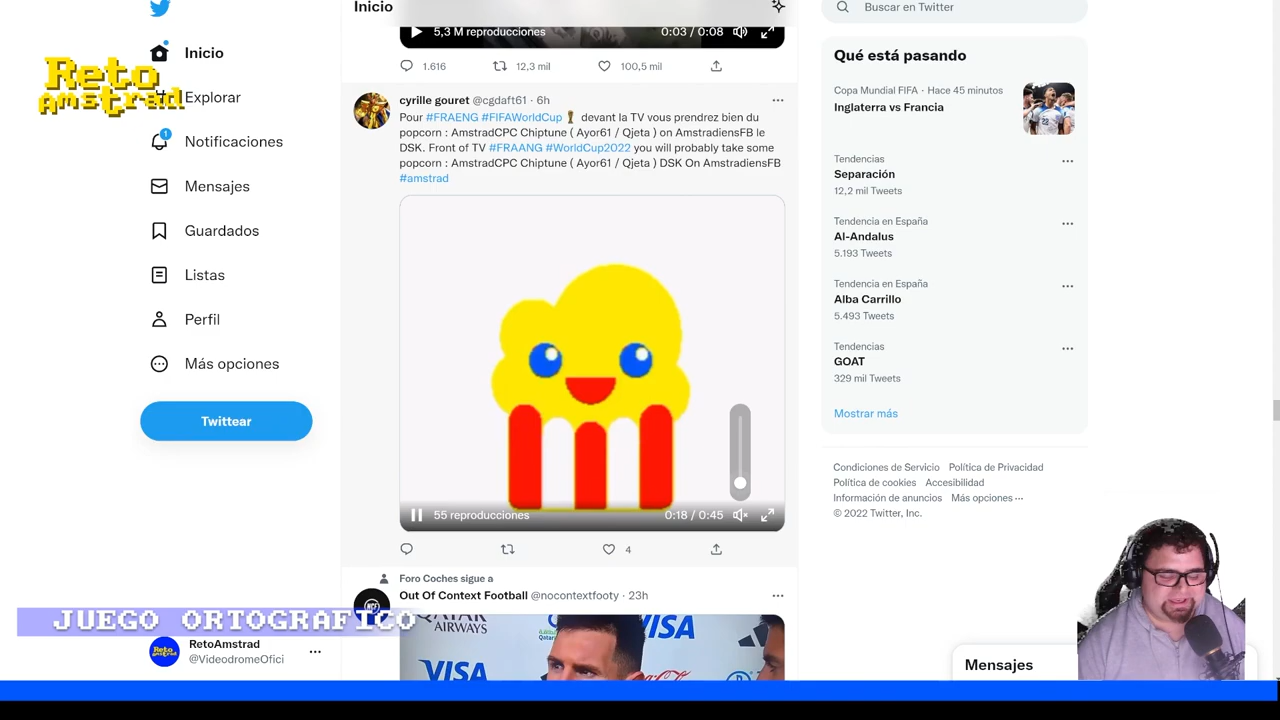 Reto
amstrad
Inicio
Explorar
Notificaciones
1
Mensajes
Guardados
Listas
Perfil
Más opciones
Twittear
JUEGO ORTOGRAFICO
RetoAmstrad
@VideodromeOfici
Inicio
5,3 M reproducciones
0:03 / 0:08
1.616
12,3 mil
100,5 mil
cyrille gouret @cgdaft61 · 6h
Pour #FRAENG #FIFAWorldCup 🏆 devant la TV vous prendrez bien du
popcorn : AmstradCPC Chiptune ( Ayor61 / Qjeta ) on AmstradiensFB le
DSK. Front of TV #FRAANG #WorldCup2022 you will probably take some
popcorn : AmstradCPC Chiptune ( Ayor61 / Qjeta ) DSK On AmstradiensFB
#amstrad
55 reproducciones
0:18 / 0:45
4
Foro Coches sigue a
Out Of Context Football @nocontextfooty · 23h
QATAR
AIRWAYS
VISA
VISA
Buscar en Twitter
Qué está pasando
Copa Mundial FIFA · Hace 45 minutos
Inglaterra vs Francia
Tendencias
Separación
12,2 mil Tweets
Tendencia en España
Al-Andalus
5.193 Tweets
Tendencia en España
Alba Carrillo
5.493 Tweets
Tendencias
GOAT
329 mil Tweets
Mostrar más
Condiciones de Servicio Política de Privacidad
Política de cookies Accesibilidad
Información de anuncios Más opciones ···
© 2022 Twitter, Inc.
Mensajes